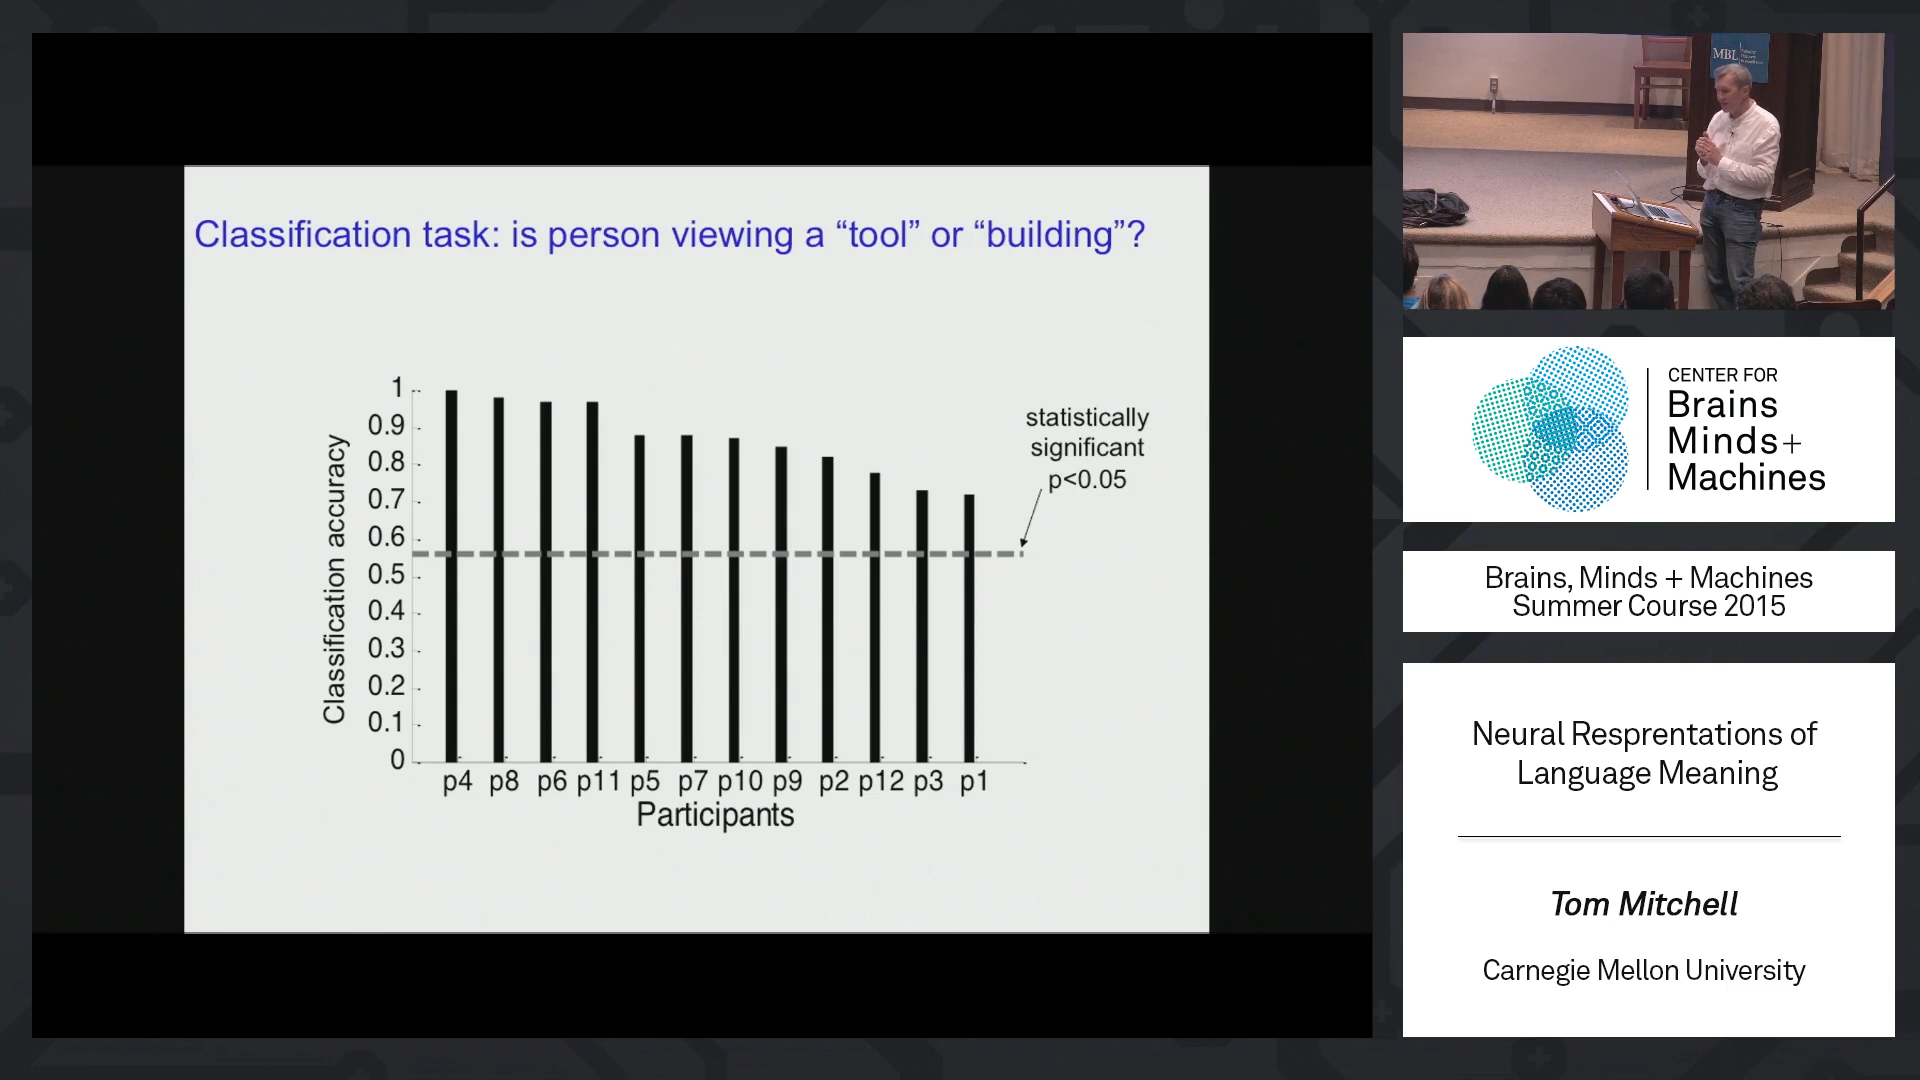 Classification task: is person viewing a “tool” or “building”?
statistically
significant
p<0.05
Classification accuracy
1
0.9
0.8
0.7
0.6
0.5
0.4
0.3
0.2
0.1
0
p4 p8 p6 p11 p5 p7 p10 p9 p2 p12 p3 p1
Participants
MBL
CENTER FOR
Brains
Minds+
Machines
Brains, Minds + Machines
Summer Course 2015
Neural Resprentations of
Language Meaning
Tom Mitchell
Carnegie Mellon University